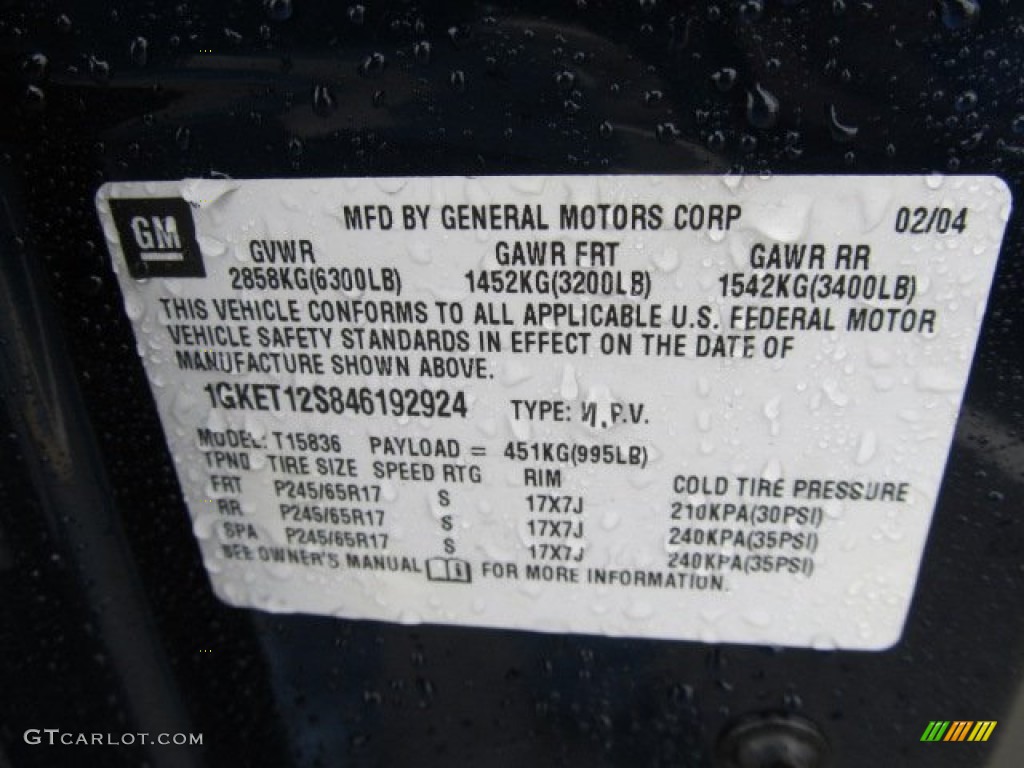 GM
MFD BY GENERAL MOTORS CORP 02/04
GVWR GAWR FRT GAWR RR
2858KG(6300LB) 1452KG(3200LB) 1542KG(3400LB)
THIS VEHICLE CONFORMS TO ALL APPLICABLE U.S. FEDERAL MOTOR
VEHICLE SAFETY STANDARDS IN EFFECT ON THE DATE OF
MANUFACTURE SHOWN ABOVE.
1GKET12S846192924 TYPE: M.P.V.
MODEL: T15836 PAYLOAD = 451KG(995LB)
TPND TIRE SIZE SPEED RTG RIM COLD TIRE PRESSURE
FRT P245/65R17 S 17X7J 210KPA(30PSI)
RR P245/65R17 S 17X7J 240KPA(35PSI)
SPA P245/65R17 S 17X7J 240KPA(35PSI)
SEE OWNER'S MANUAL i FOR MORE INFORMATION.
GTCARLOT.COM